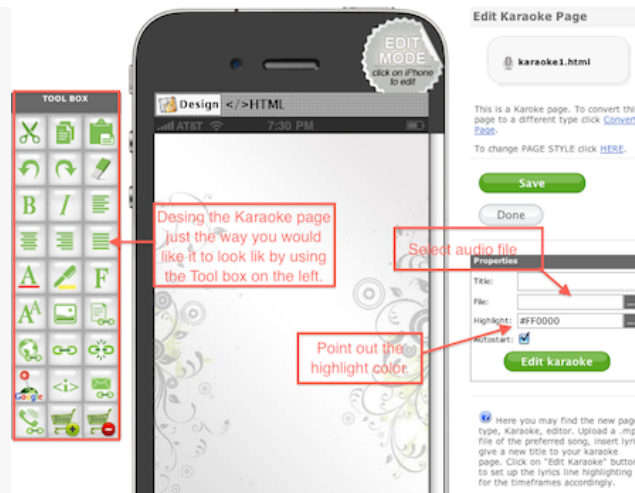 Edit Karaoke Page
EDIT
MODE
click on iPhone
to edit
karaoke1.html
TOOL BOX
Design </>HTML
AT&T 7:30 PM
This is a Karoke page. To convert this
page to a different type click Convert
Page.
To change PAGE STYLE click HERE.
Save
Done
B I
A F
AA
Google
<i>
Desing the Karaoke page
just the way you would
like it to look lik by using
the Tool box on the left.
Select audio file
Properties
Title:
File:
Highlight: #FF0000
Autostart:
Point out the
highlight color.
Edit karaoke
Here you may find the new page
type, Karaoke, editor. Upload a .mp
file of the preferred song, insert lyri
give a new title to your karaoke
page. Click on "Edit Karaoke" button
to set up the lyrics line highlighting
for the timeframes accordingly.